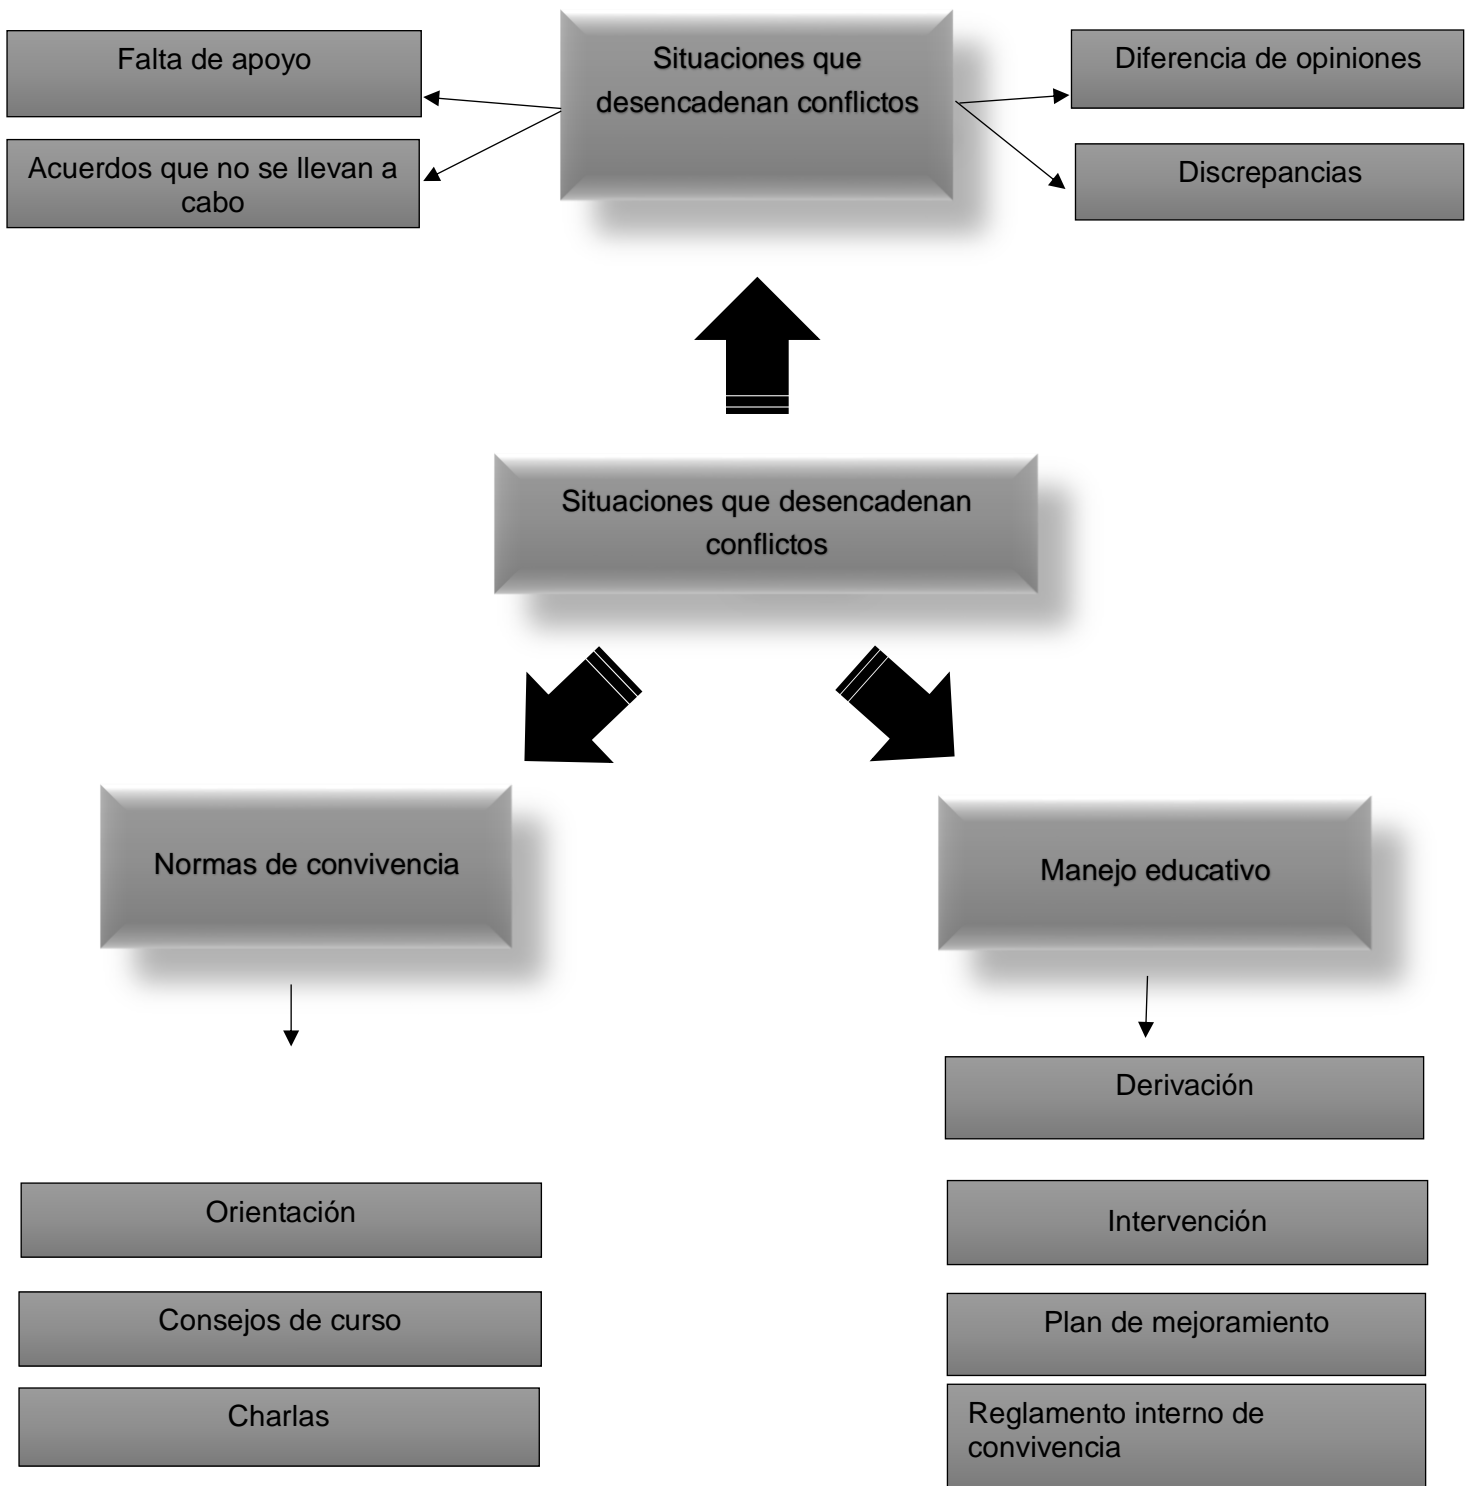 Falta de apoyo
Acuerdos que no se llevan a
cabo
Situaciones que
desencadenan conflictos
Diferencia de opiniones
Discrepancias
Situaciones que desencadenan
conflictos
Normas de convivencia
Orientación
Consejos de curso
Charlas
Manejo educativo
Derivación
Intervención
Plan de mejoramiento
Reglamento interno de
convivencia